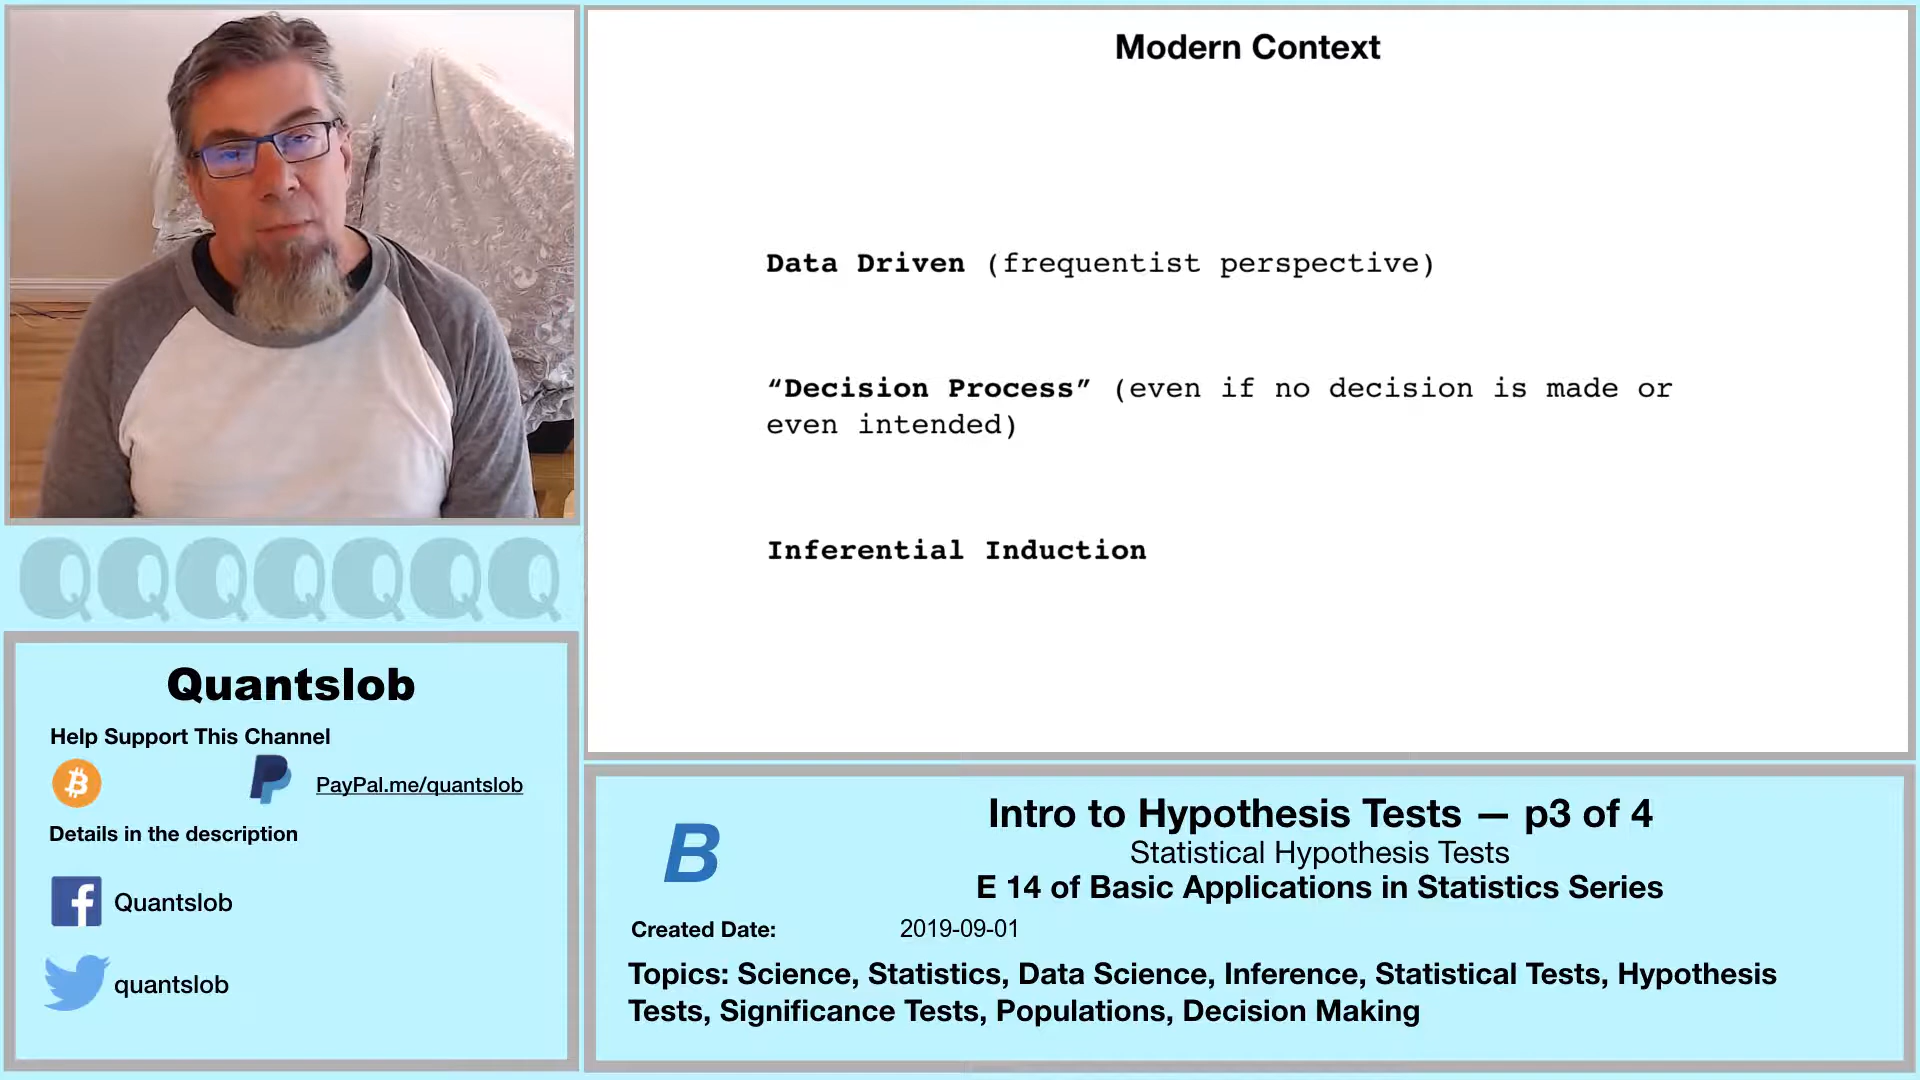 Modern Context
Data Driven (frequentist perspective)
“Decision Process” (even if no decision is made or
even intended)
Inferential Induction
QQQQQQQ
Quantslob
Help Support This Channel
PayPal.me/quantslob
Details in the description
Quantslob
quantslob
B
Intro to Hypothesis Tests — p3 of 4
Statistical Hypothesis Tests
E 14 of Basic Applications in Statistics Series
Created Date: 2019-09-01
Topics: Science, Statistics, Data Science, Inference, Statistical Tests, Hypothesis
Tests, Significance Tests, Populations, Decision Making